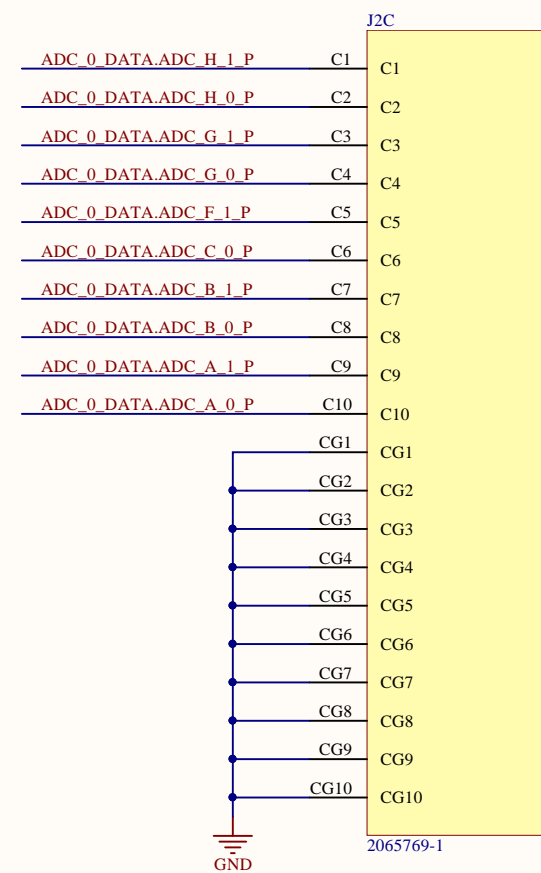 J2C
ADC_0_DATA.ADC_H_1_P C1 C1
ADC_0_DATA.ADC_H_0_P C2 C2
ADC_0_DATA.ADC_G_1_P C3 C3
ADC_0_DATA.ADC_G_0_P C4 C4
ADC_0_DATA.ADC_F_1_P C5 C5
ADC_0_DATA.ADC_C_0_P C6 C6
ADC_0_DATA.ADC_B_1_P C7 C7
ADC_0_DATA.ADC_B_0_P C8 C8
ADC_0_DATA.ADC_A_1_P C9 C9
ADC_0_DATA.ADC_A_0_P C10 C10
CG1 CG1
CG2 CG2
CG3 CG3
CG4 CG4
CG5 CG5
CG6 CG6
CG7 CG7
CG8 CG8
CG9 CG9
CG10 CG10
2065769-1
GND